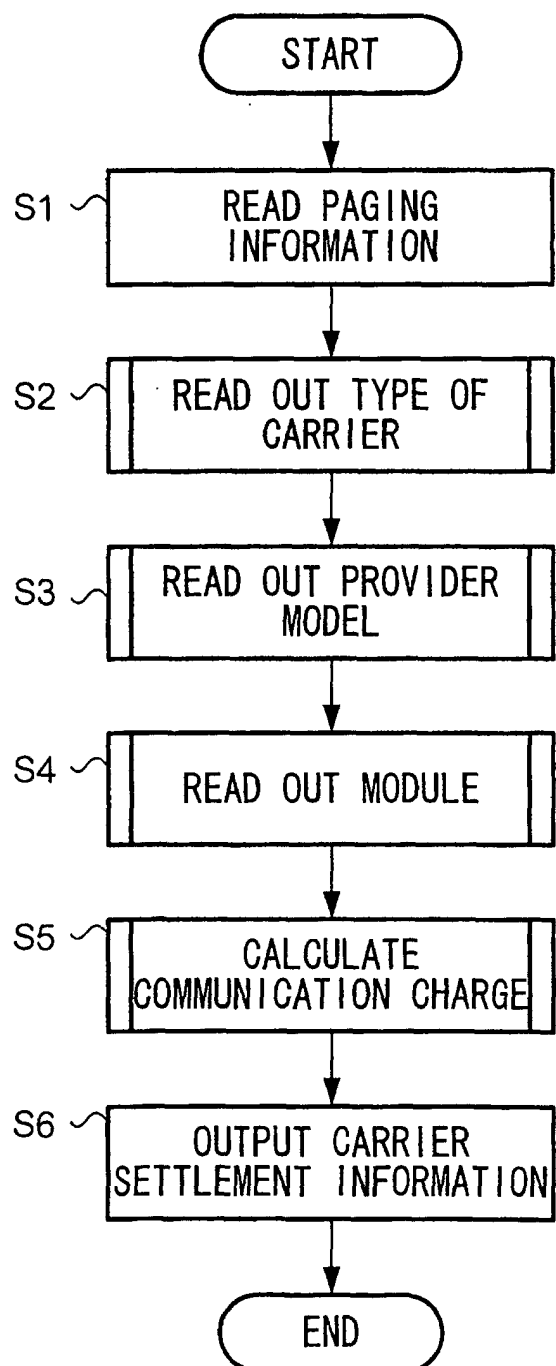 START
S1
READ PAGING
INFORMATION
S2
READ OUT TYPE OF
CARRIER
S3
READ OUT PROVIDER
MODEL
S4
READ OUT MODULE
S5
CALCULATE
COMMUNICATION CHARGE
S6
OUTPUT CARRIER
SETTLEMENT INFORMATION
END